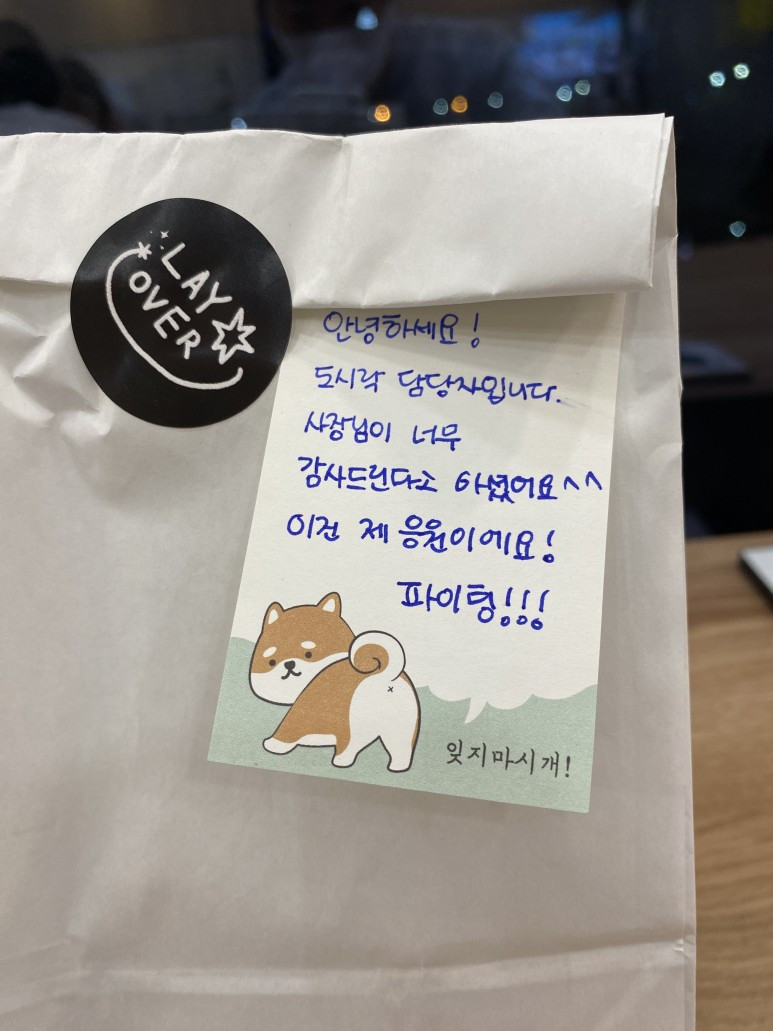 LAY
OVER
안녕하세요!
도시락 담당자입니다.
사장님이 너무
감사드린다고 하셨어요^^
이건 제 응원이에요!
파이팅!!!
잊지마시개!